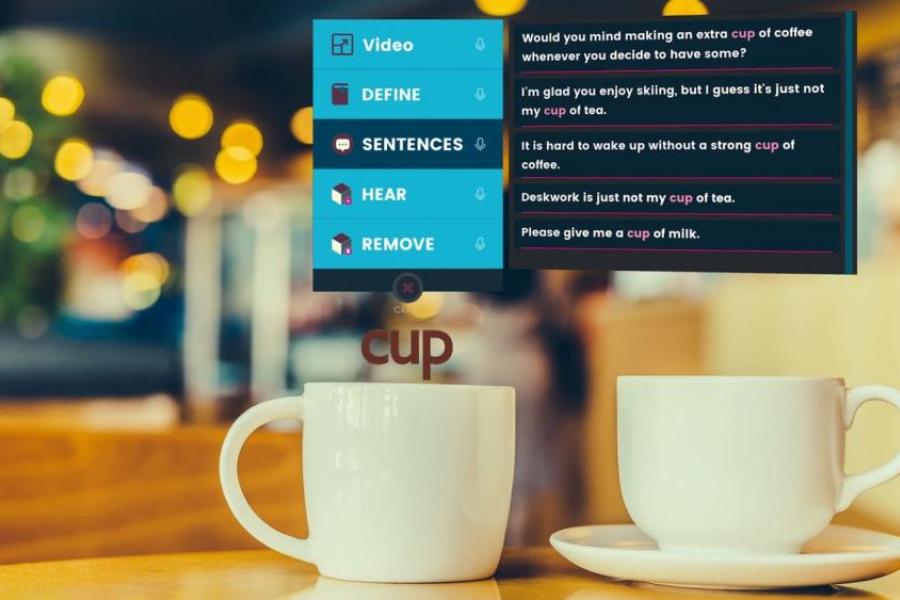 Video
DEFINE
SENTENCES
HEAR
REMOVE
Would you mind making an extra cup of coffee
whenever you decide to have some?
I'm glad you enjoy skiing, but I guess it's just not
my cup of tea.
It is hard to wake up without a strong cup of
coffee.
Deskwork is just not my cup of tea.
Please give me a cup of milk.
cup